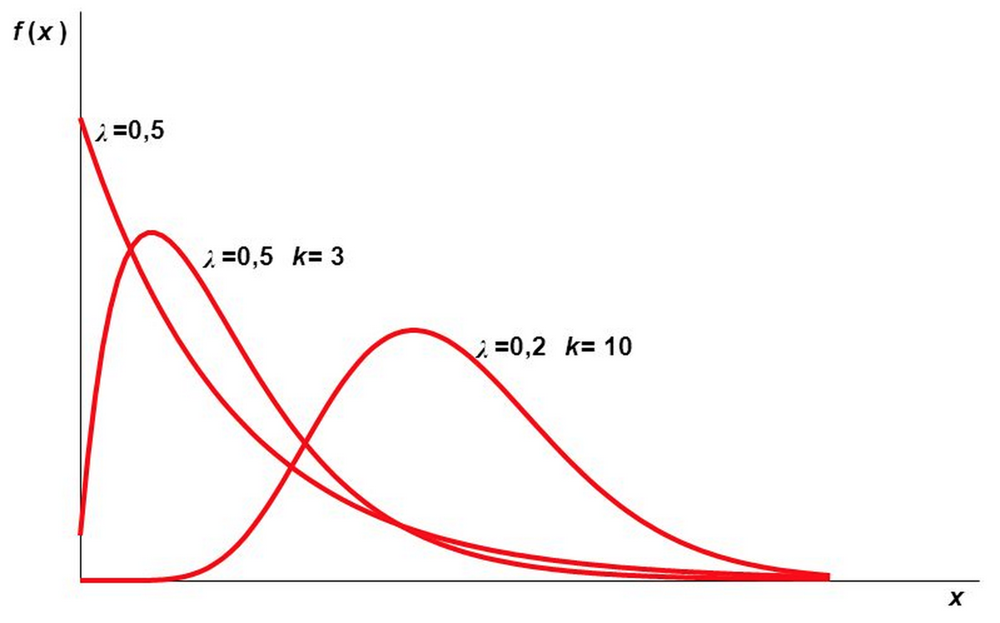 f (x )
λ =0,5
λ =0,5 k= 3
λ =0,2 k= 10
x